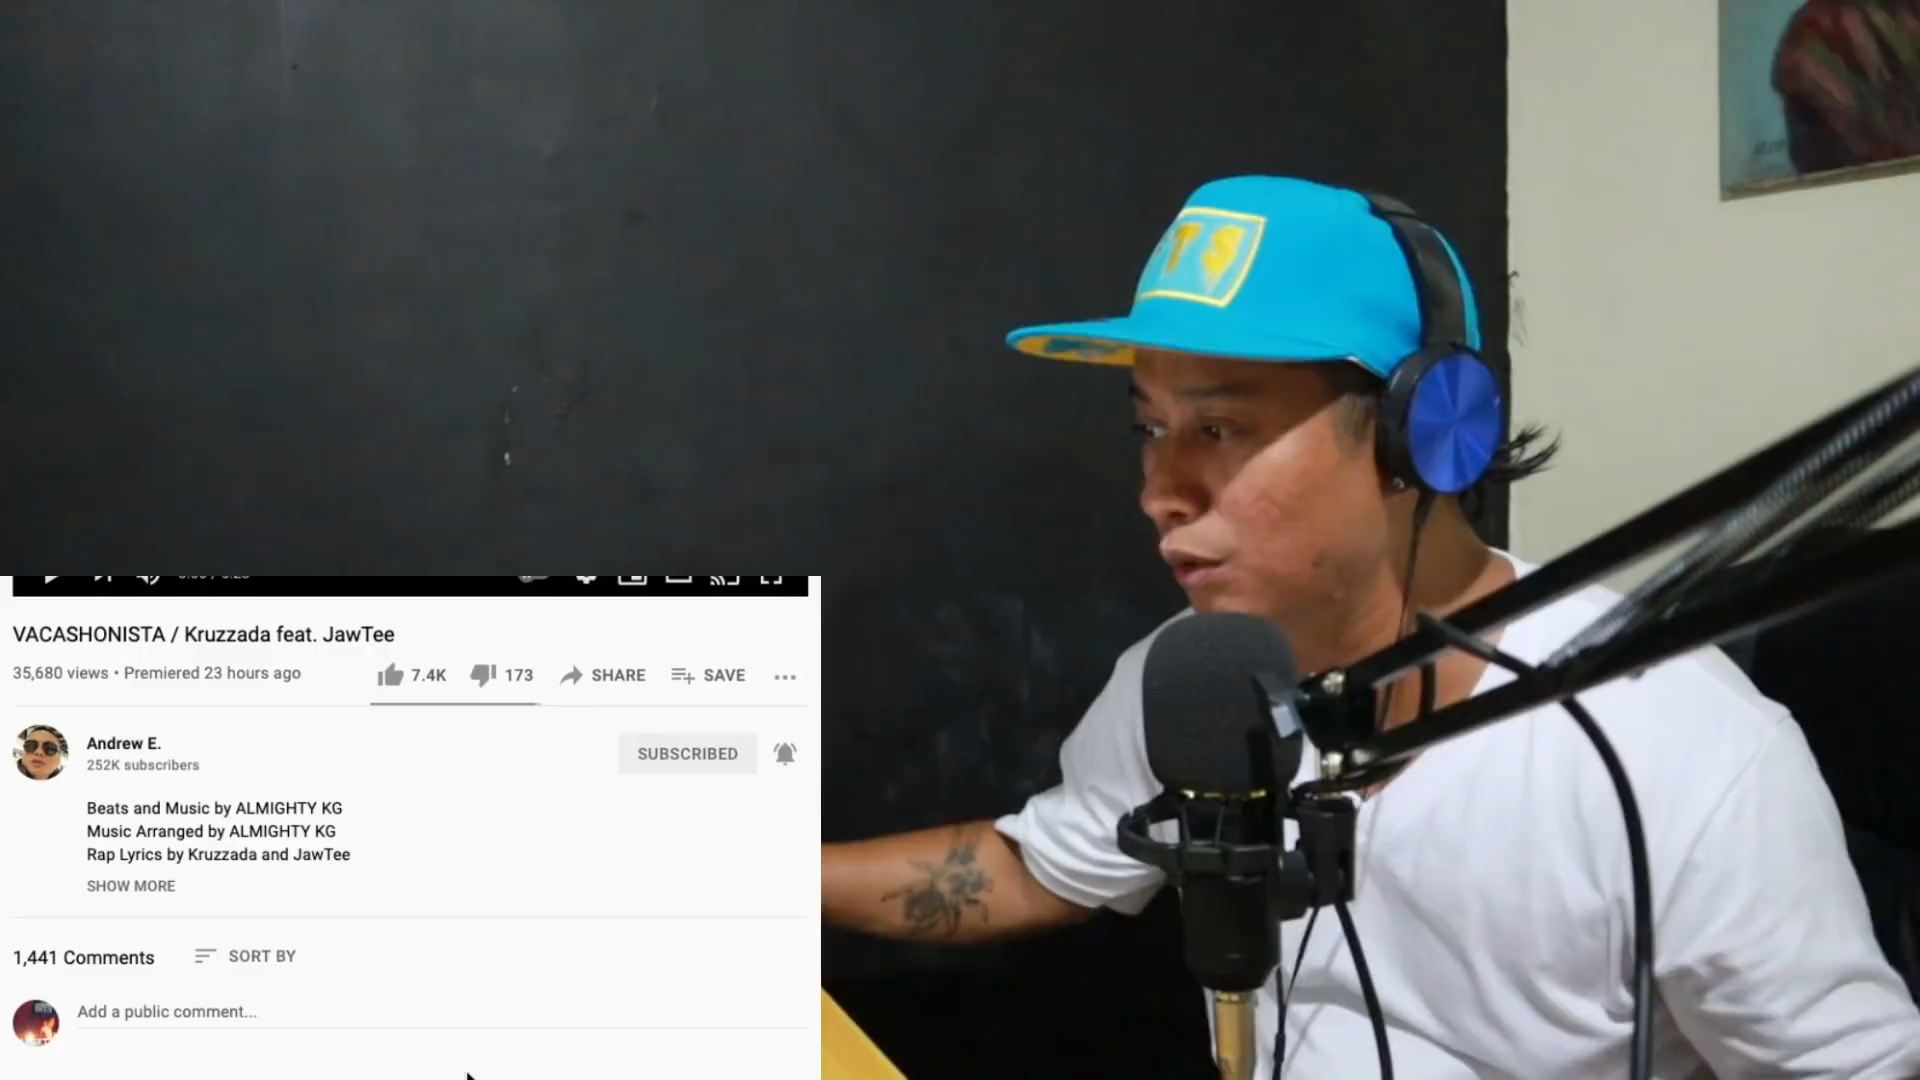 TS
VACASHONISTA / Kruzzada feat. JawTee
35,680 views • Premiered 23 hours ago
7.4K
173
SHARE
SAVE
Andrew E.
252K subscribers
SUBSCRIBED
Beats and Music by ALMIGHTY KG
Music Arranged by ALMIGHTY KG
Rap Lyrics by Kruzzada and JawTee
SHOW MORE
1,441 Comments
SORT BY
Add a public comment...